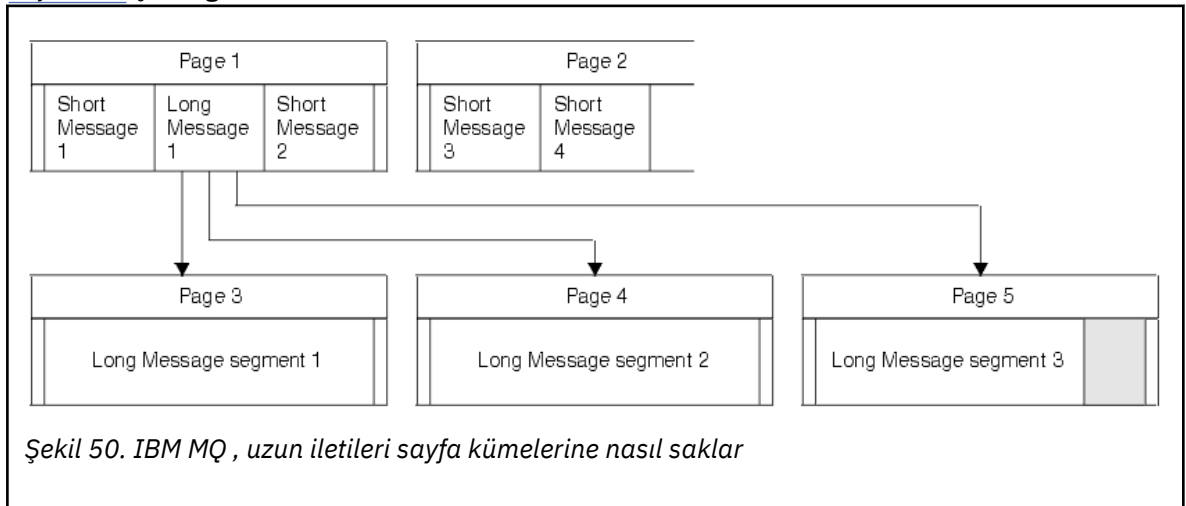 Page 1
Page 2
Short
Message
1
Long
Message
1
Short
Message
2
Short
Message
3
Short
Message
4
Page 3
Page 4
Page 5
Long Message segment 1
Long Message segment 2
Long Message segment 3
Şekil 50. IBM MQ , uzun iletileri sayfa kümelerine nasıl saklar